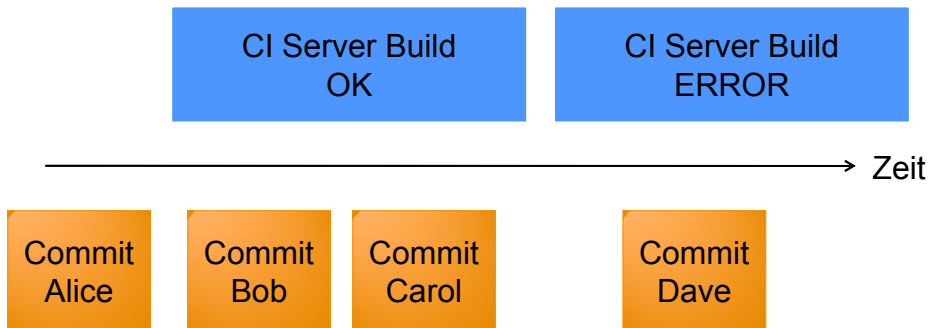 CI Server Build
OK
CI Server Build
ERROR
Zeit
Commit
Alice
Commit
Bob
Commit
Carol
Commit
Dave